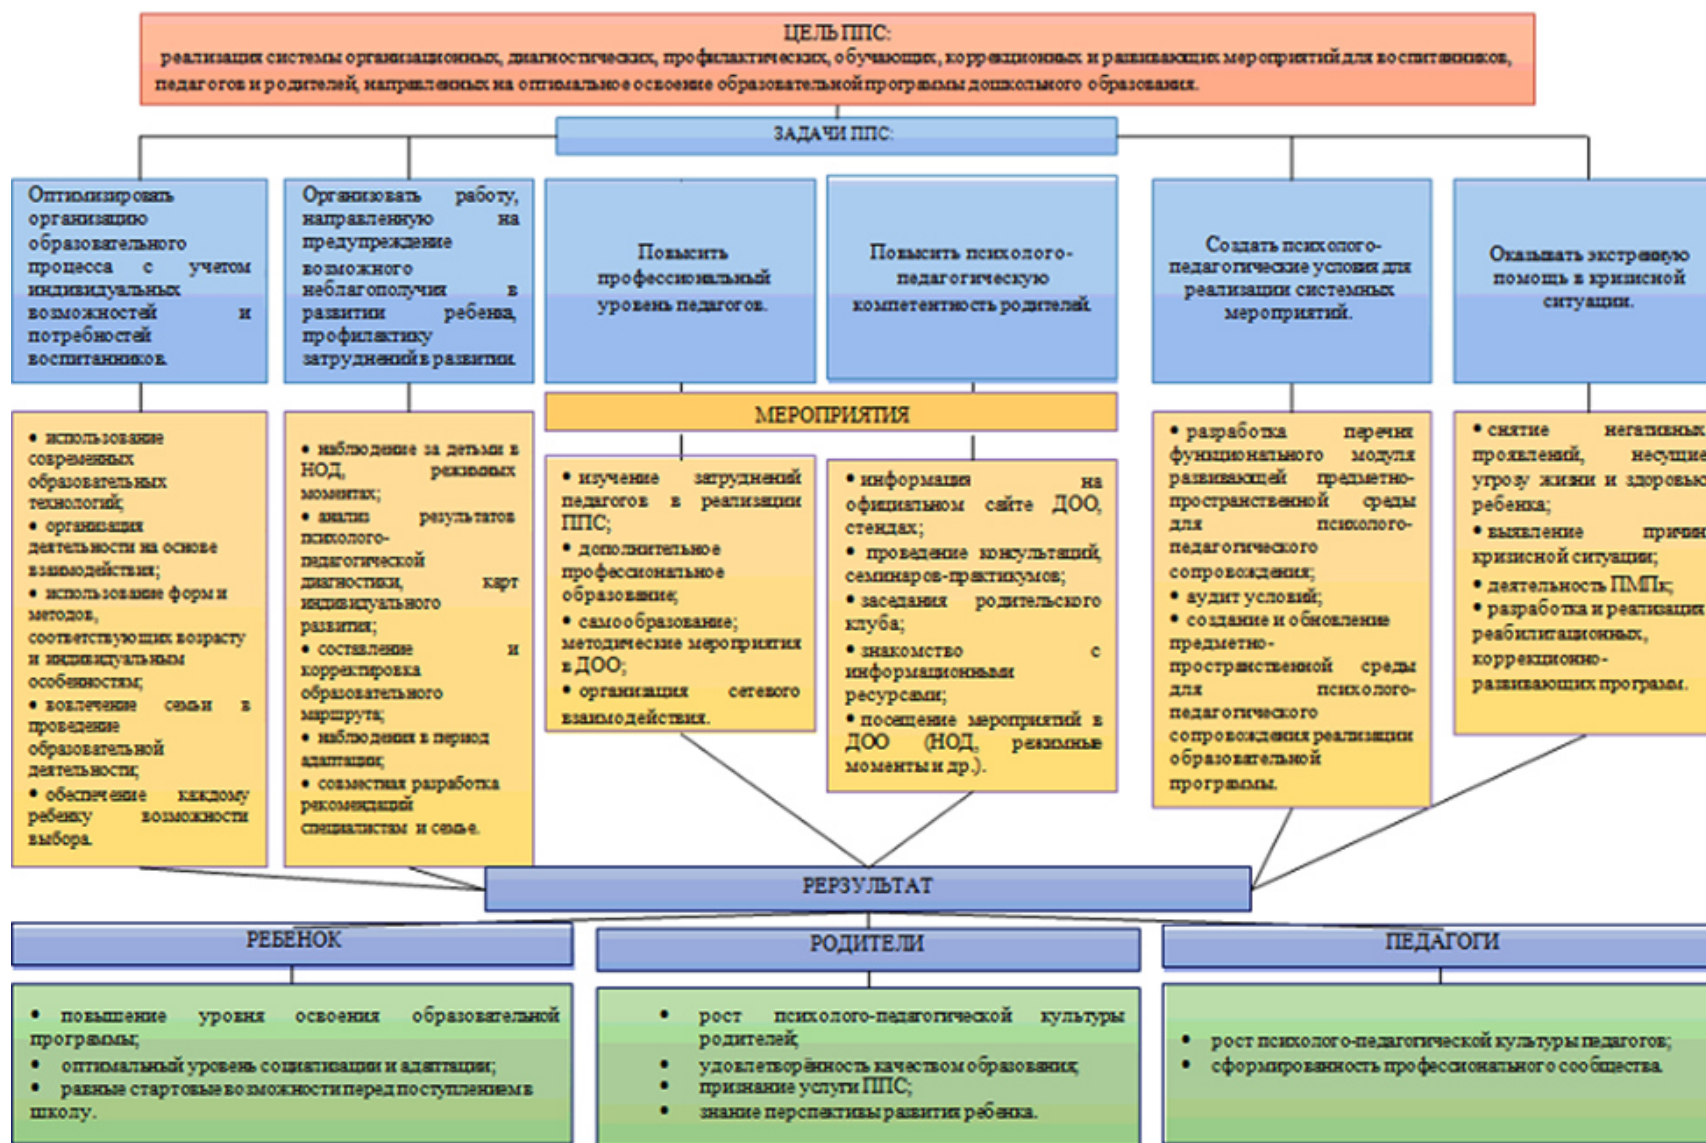 ЦЕЛЬ ППС:
реализация системы организационных, диагностических, профилактических, обучающих, коррекционных и развивающих мероприятий для воспитанников,
педагогов и родителей, направленных на оптимальное освоение образовательной программы дошкольного образования.
ЗАДАЧИ ППС:
Оптимизировать
организацию
образовательного
процесса с учетом
индивидуальных
возможностей и
потребностей
воспитанников.
Организовать работу,
направленную на
предупреждение
возможного
неблагополучия в
развитии ребенка,
профилактику
затруднений в развитии.
Повысить
профессиональный
уровень педагогов.
Повысить психолого-
педагогическую
компетентность родителей.
Создать психолого-
педагогические условия для
реализации системных
мероприятий.
Оказывать экстренную
помощь в кризисной
ситуации.
МЕРОПРИЯТИЯ
• использование
современных
образовательных
технологий;
• организация
деятельности на основе
взаимодействия;
• использование форм и
методов,
соответствующих возрасту
и индивидуальным
особенностям;
• вовлечение семьи в
проведение
образовательной
деятельности;
• обеспечение каждому
ребенку возможности
выбора.
• наблюдение за детьми в
НОД, режимных
моментах;
• анализ результатов
психолого-
педагогической
диагностики, карт
индивидуального
развития;
• составление и
корректировка
образовательного
маршрута;
• наблюдения в период
адаптации;
• совместная разработка
рекомендаций
специалистам и семье.
• изучение затруднений
педагогов в реализации
ППС;
• дополнительное
профессиональное
образование;
• самообразование;
методические мероприятия
в ДОО;
• организация сетевого
взаимодействия.
• информация на
официальном сайте ДОО,
стендах;
• проведение консультаций,
семинаров-практикумов;
• заседания родительского
клуба;
• знакомство с
информационными
ресурсами;
• посещение мероприятий в
ДОО (НОД, режимные
моменты и др.).
• разработка перечня
функционального модуля
развивающей предметно-
пространственной среды
для психолого-
педагогического
сопровождения;
• аудит условий;
• создание и обновление
предметно-
пространственной среды
для психолого-
педагогического
сопровождения реализации
образовательной
программы.
• снятие негативных
проявлений, несущие
угрозу жизни и здоровью
ребенка;
• выявление причин
кризисной ситуации;
• деятельность ПМПк;
• разработка и реализация
реабилитационных,
коррекционно-
развивающих программ.
РЕРЗУЛЬТАТ
РЕБЕНОК
РОДИТЕЛИ
ПЕДАГОГИ
• повышение уровня освоения образовательной
программы;
• оптимальный уровень социализации и адаптации;
• равные стартовые возможности перед поступлением в
школу.
• рост психолого-педагогической культуры
родителей;
• удовлетворённость качеством образования;
• признание услуги ППС;
• знание перспективы развития ребенка.
• рост психолого-педагогической культуры педагогов;
• сформированность профессионального сообщества.